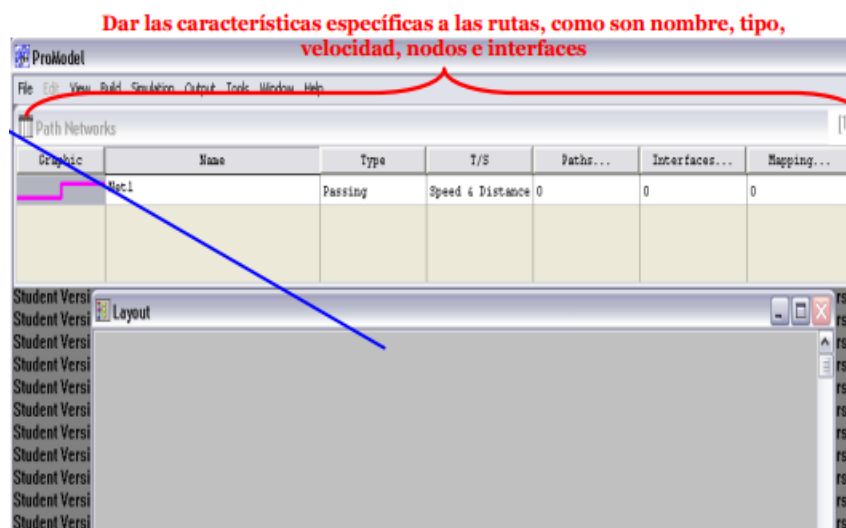 Dar las características específicas a las rutas, como son nombre, tipo,
velocidad, nodos e interfaces
ProModel
File Edit View Build Simulation Output Tools Window Help
Path Networks
Graphic Name Type T/S Paths... Interfaces... Mapping...
Net1 Passing Speed & Distance 0 0 0
Student Versi
Layout
Student Versi
Student Versi
Student Versi
Student Versi
Student Versi
Student Versi
Student Versi
Student Versi
Student Versi
Student Versi